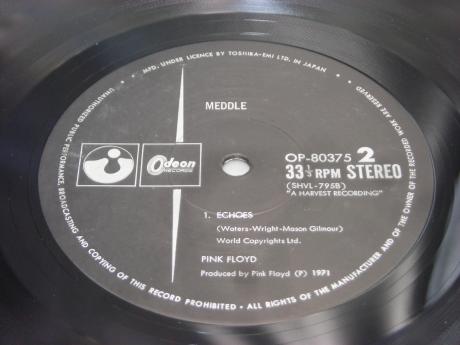 • MFD. UNDER LICENCE BY TOSHIBA-EMI LTD. IN JAPAN •
UNAUTHORIZED PUBLIC PERFORMANCE, BROADCASTING AND COPYING OF THIS RECORD PROHIBITED • ALL RIGHTS OF THE MANUFACTURER AND OF THE OWNER OF THE RECORDED WORK ARE RESERVED
MEDDLE
Odeon
RECORDS
OP-80375 2
33⅓ RPM STEREO
(SHVL-795B)
"A HARVEST RECORDING"
1. ECHOES
(Waters-Wright-Mason Gilmour)
World Copyrights Ltd.
PINK FLOYD
Produced by Pink Floyd (P) 1971